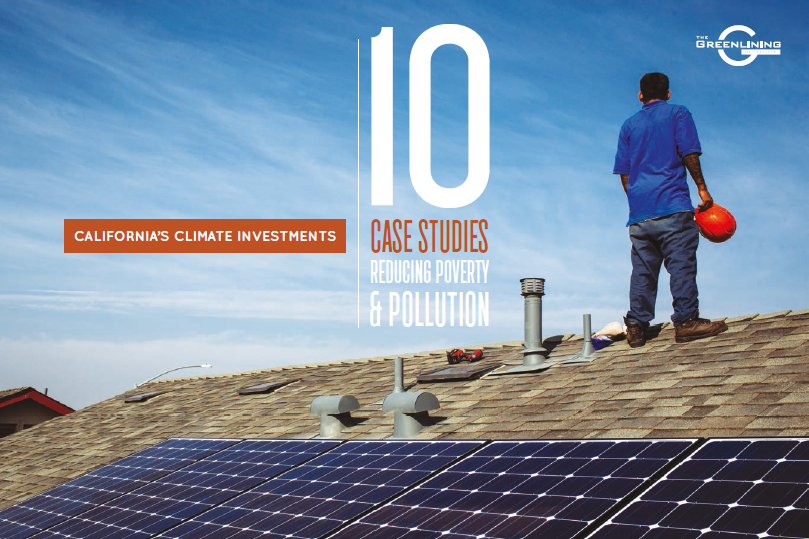 10
THE
GREENLINING
CALIFORNIA'S CLIMATE INVESTMENTS
CASE STUDIES
REDUCING POVERTY
& POLLUTION